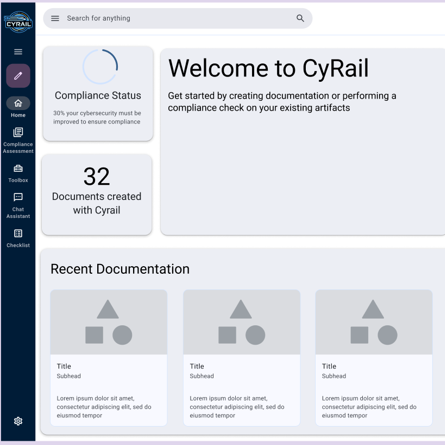 CYRAIL
Search for anything
Home
Compliance
Assessment
Toolbox
Chat
Assistant
Checklist
Compliance Status
30% your cybersecurity must be
improved to ensure compliance
32
Documents created
with Cyrail
Welcome to CyRail
Get started by creating documentation or performing a
compliance check on your existing artifacts
Recent Documentation
Title
Subhead
Lorem ipsum dolor sit amet,
consectetur adipiscing elit, sed do
eiusmod tempor
Title
Subhead
Lorem ipsum dolor sit amet,
consectetur adipiscing elit, sed do
eiusmod tempor
Title
Subhead
Lorem ipsum dolor sit amet,
consectetur adipiscing elit, sed do
eiusmod tempor